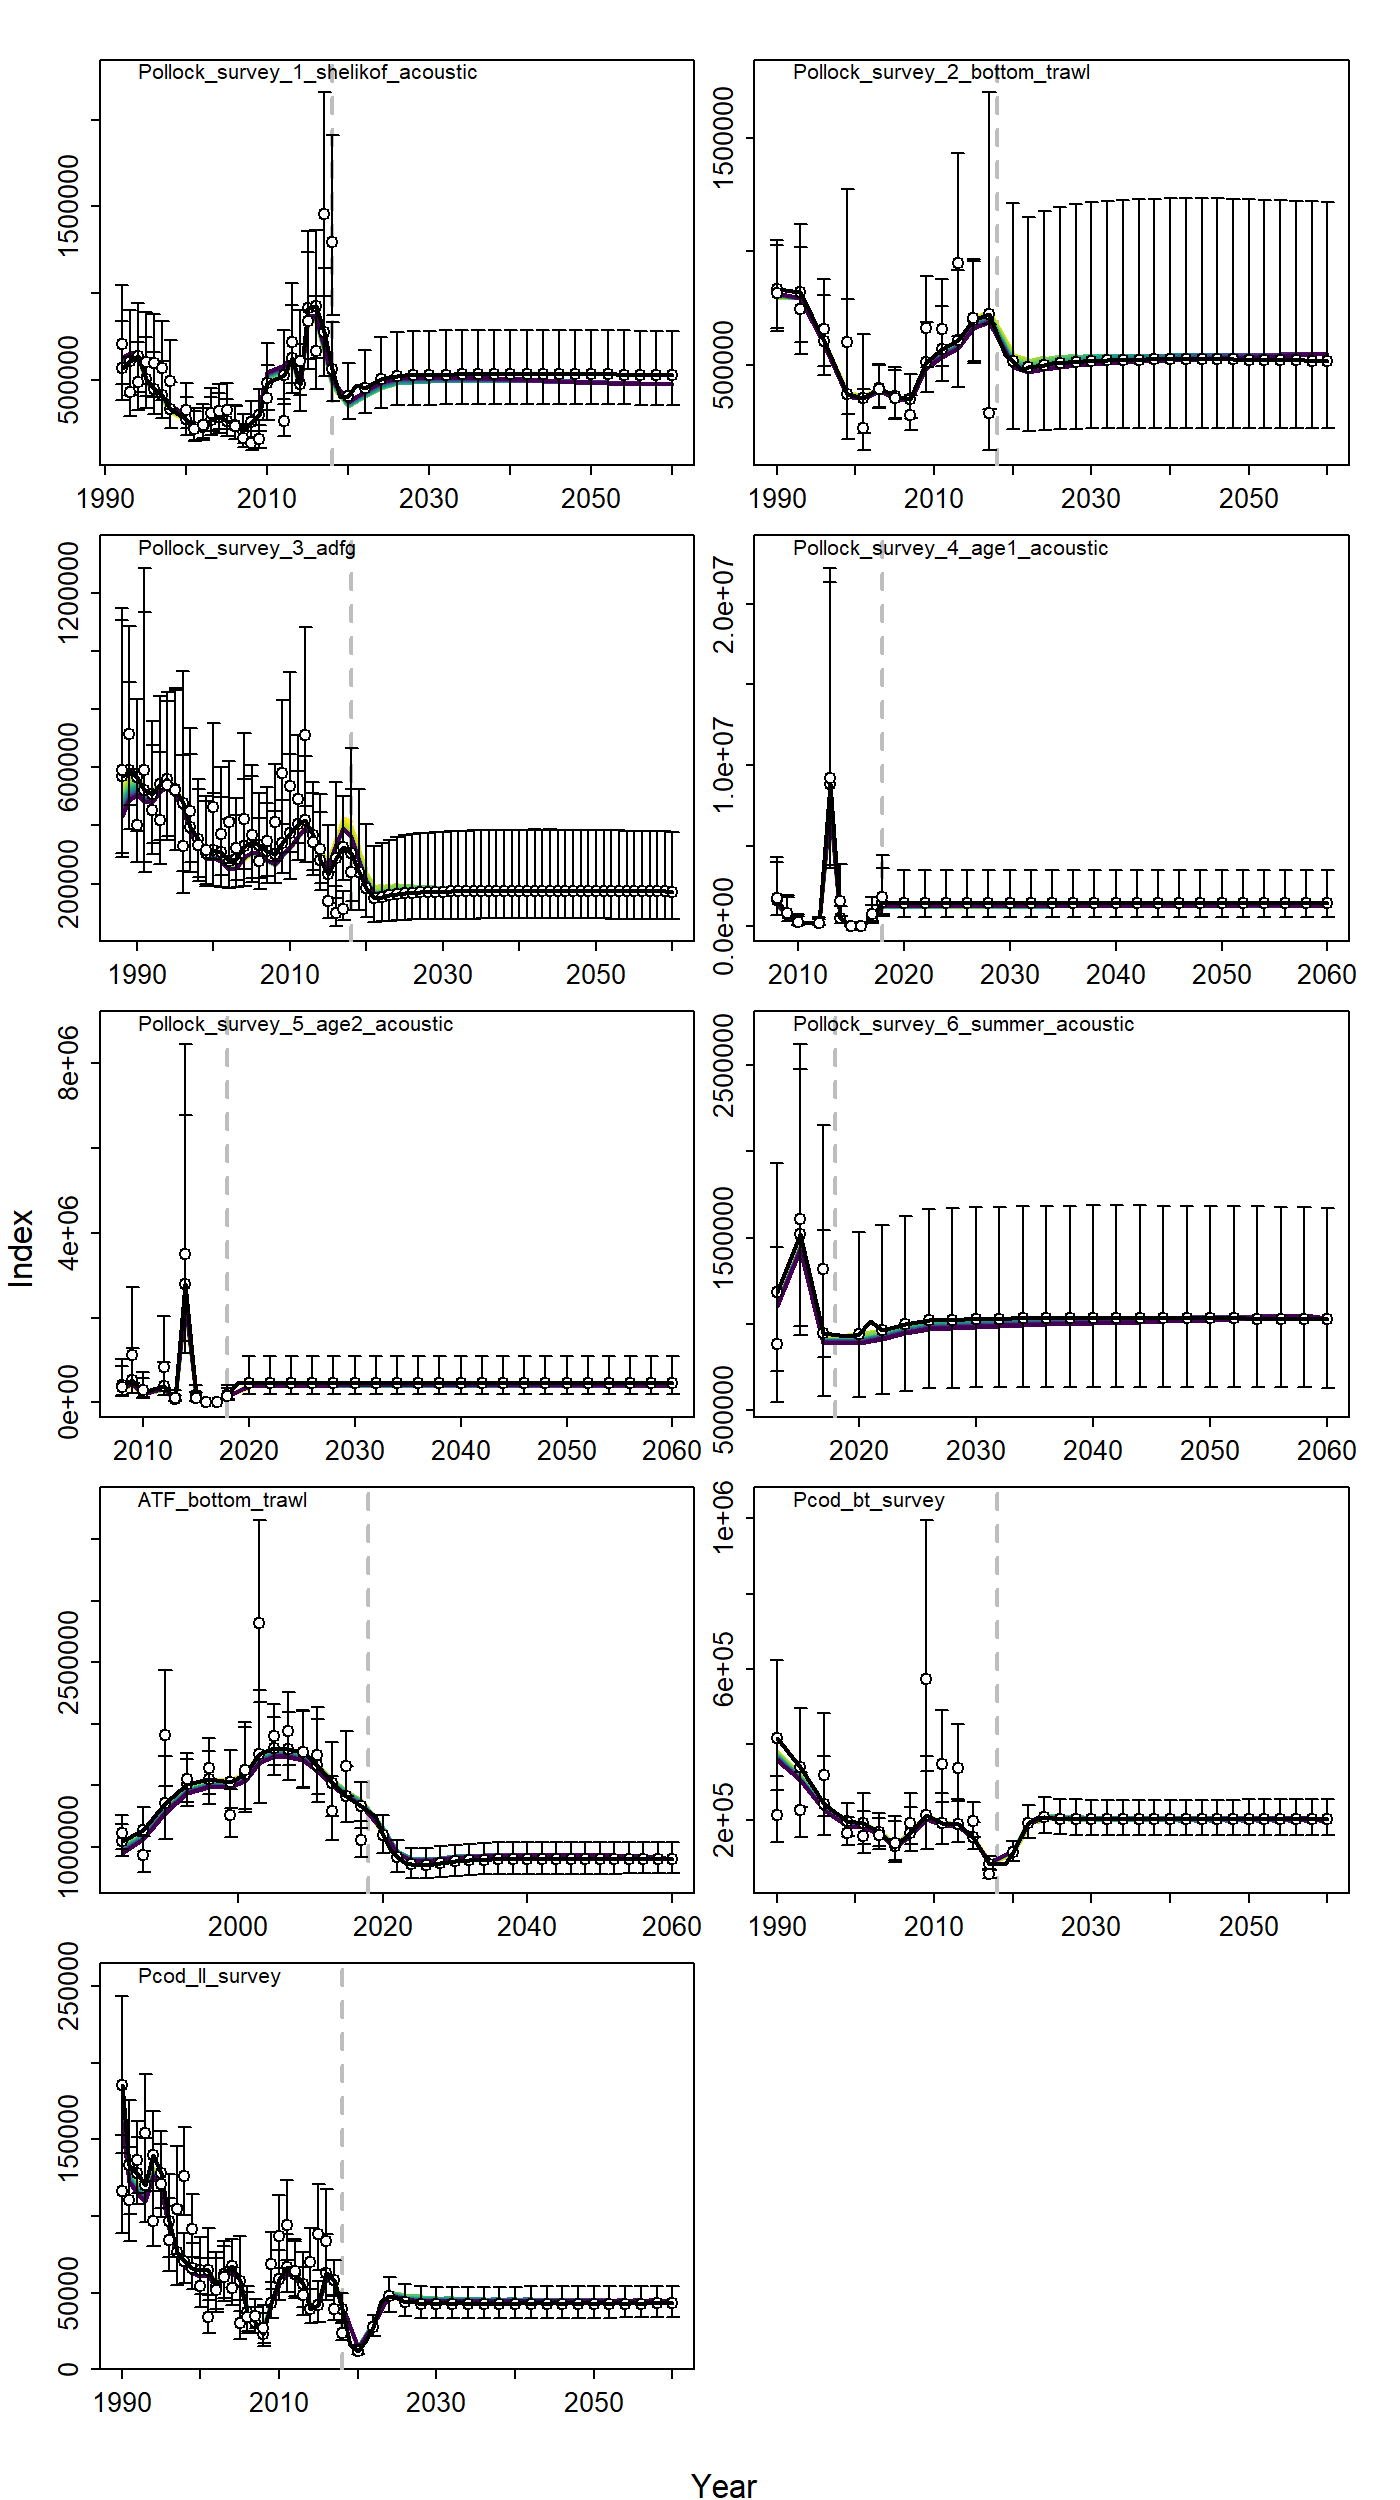 Pollock_survey_1_shelikof_acoustic
500000 1500000
1990 2010 2030 2050
Pollock_survey_2_bottom_trawl
500000 1500000
1990 2010 2030 2050
Pollock_survey_3_adfg
200000 600000 1200000
1990 2010 2030 2050
Pollock_survey_4_age1_acoustic
0.0e+00 1.0e+07 2.0e+07
2010 2020 2030 2040 2050 2060
Pollock_survey_5_age2_acoustic
0e+00 4e+06 8e+06
2010 2020 2030 2040 2050 2060
Pollock_survey_6_summer_acoustic
500000 1500000 2500000
2020 2030 2040 2050 2060
ATF_bottom_trawl
1000000 2500000
2000 2020 2040 2060
Pcod_bt_survey
2e+05 6e+05 1e+06
1990 2010 2030 2050
Pcod_ll_survey
0 50000 150000 250000
1990 2010 2030 2050
Index
Year